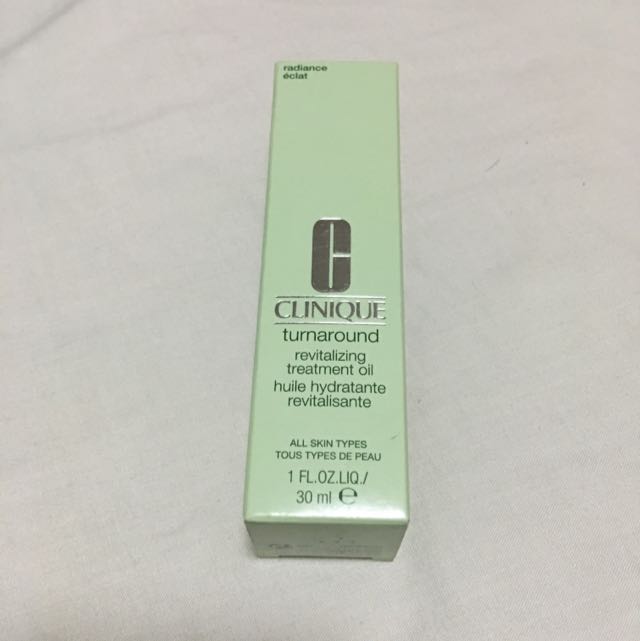 radiance
éclat
C
CLINIQUE
turnaround
revitalizing
treatment oil
huile hydratante
revitalisante
ALL SKIN TYPES
TOUS TYPES DE PEAU
1 FL.OZ.LIQ./
30 ml ℮